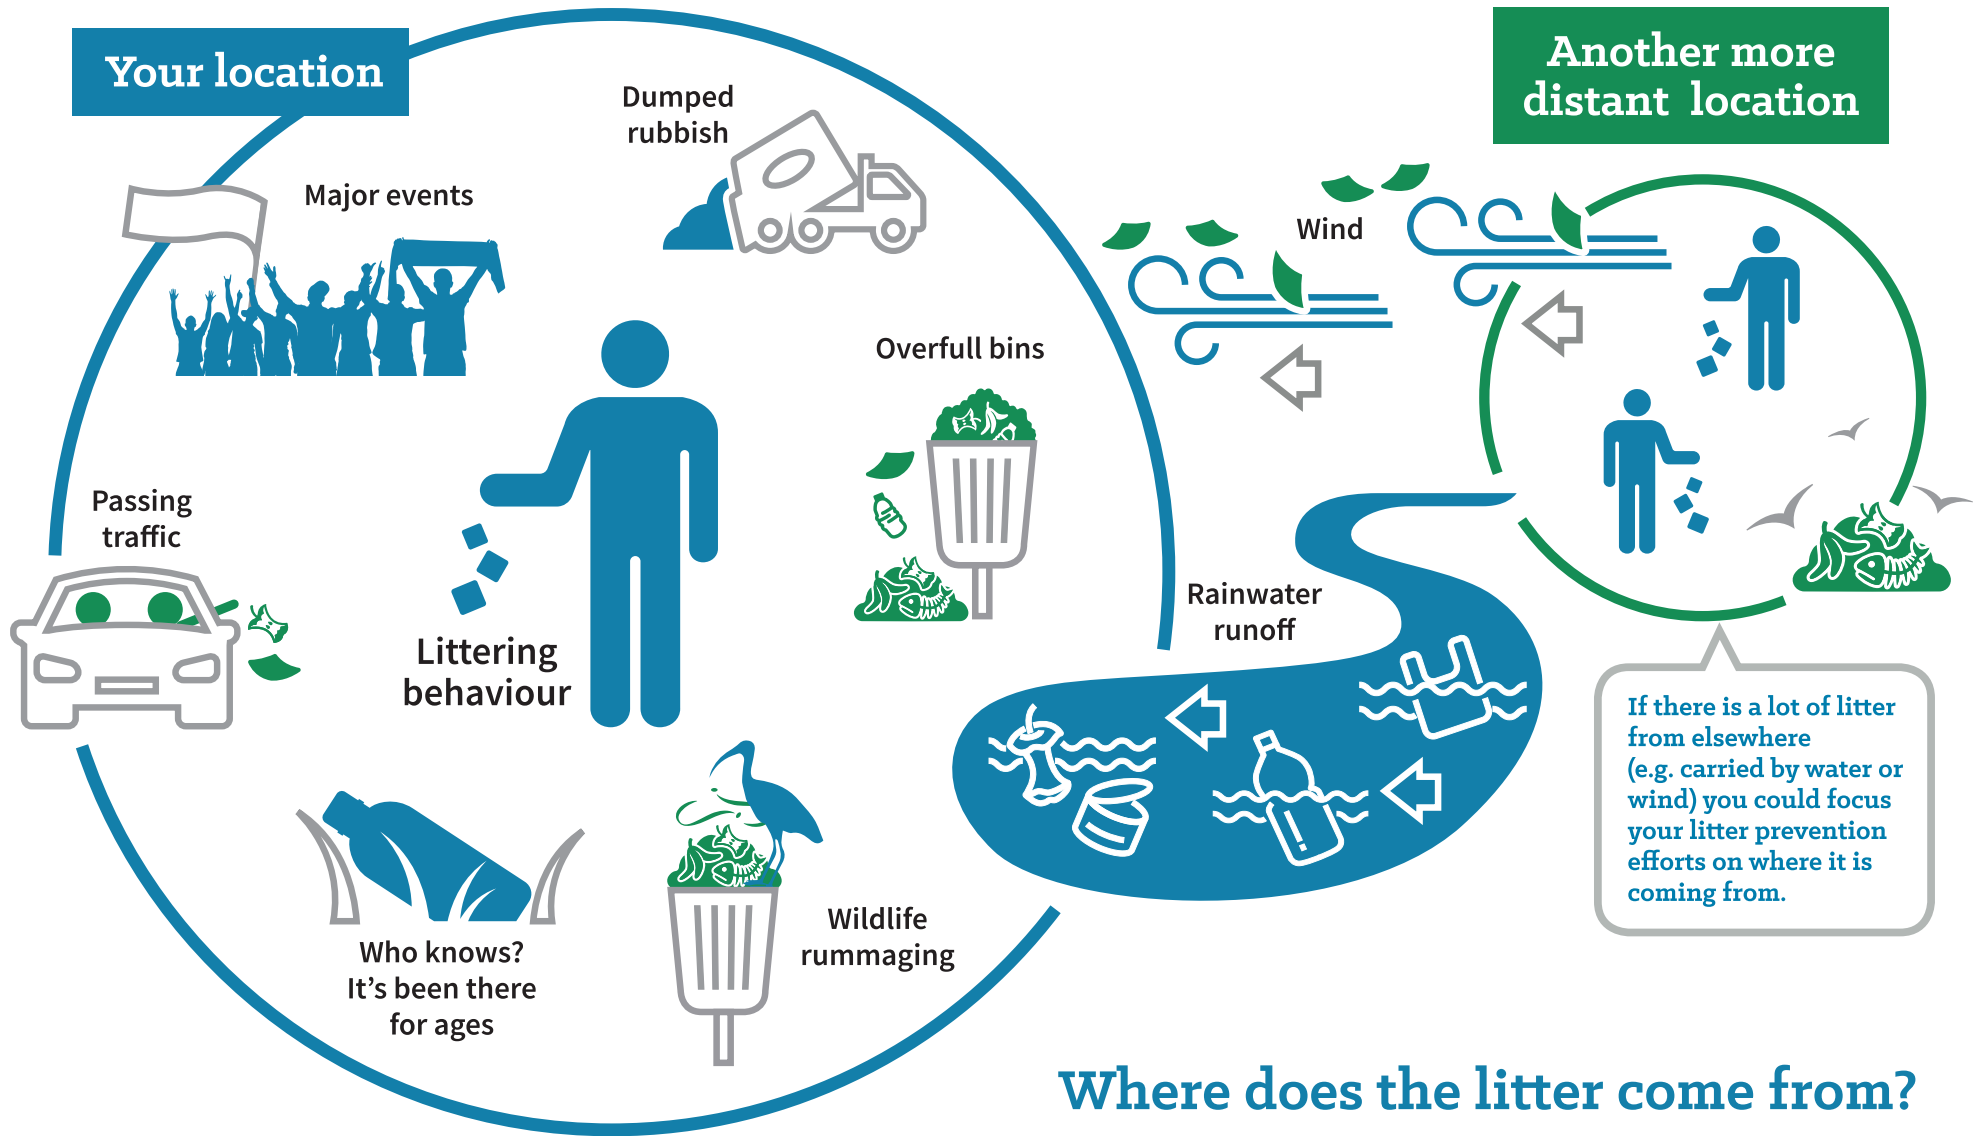 Your location
Another more
distant location
Dumped
rubbish
Major events
Wind
Overfull bins
Passing
traffic
Littering
behaviour
Rainwater
runoff
If there is a lot of litter
from elsewhere
(e.g. carried by water or
wind) you could focus
your litter prevention
efforts on where it is
coming from.
Wildlife
rummaging
Who knows?
It's been there
for ages
Where does the litter come from?